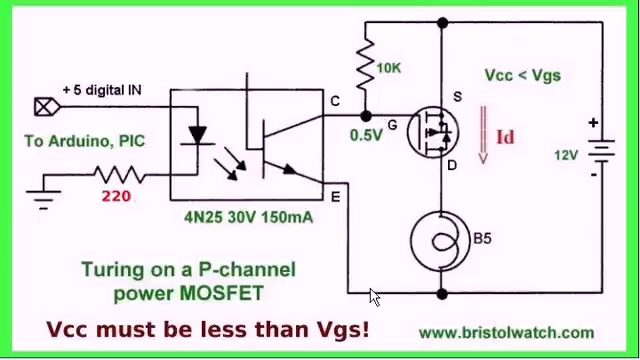 + 5 digital IN
To Arduino, PIC
220
C
E
4N25 30V 150mA
10K
0.5V
G
S
D
Vcc < Vgs
Id
12V
+
-
B5
Turing on a P-channel
power MOSFET
Vcc must be less than Vgs!
www.bristolwatch.com